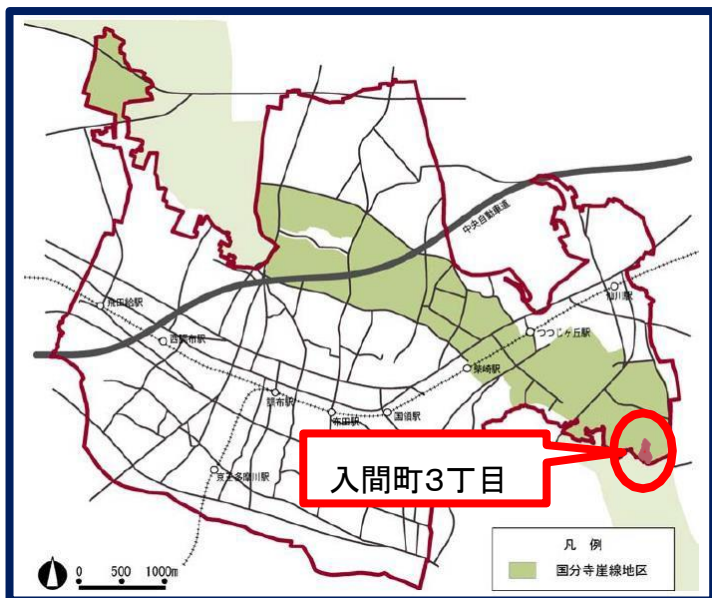 中央自動車道
仙川駅
飛田給駅
つつじヶ丘駅
西調布駅
柴崎駅
調布駅
布田駅
国領駅
京王多摩川駅
入間町3丁目
凡 例
国分寺崖線地区
0 500 1000m